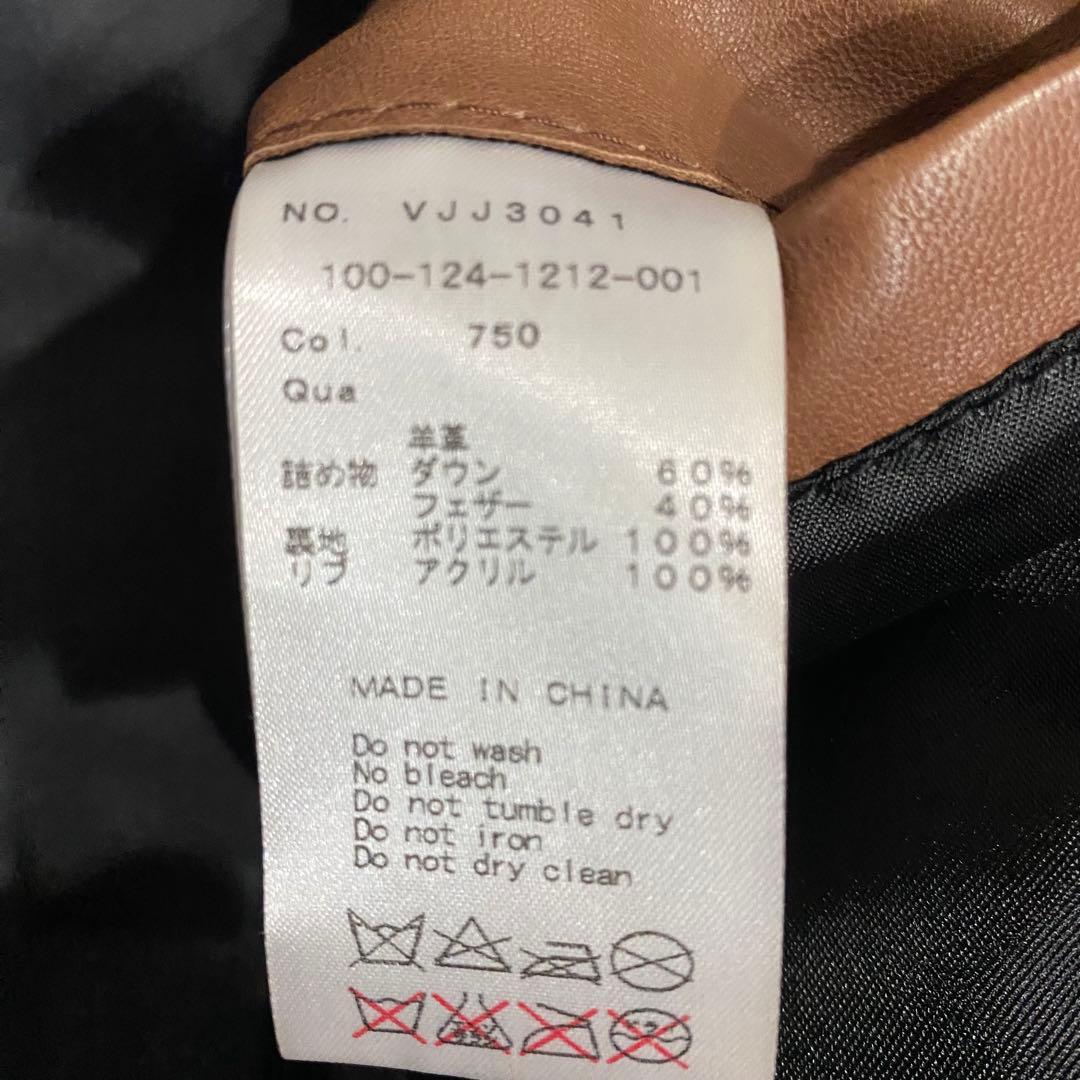 NO. VJJ3041
100-124-1212-001
Col. 750
Qua
羊革
詰め物 ダウン 60%
フェザー 40%
裏地 ポリエステル 100%
リブ アクリル 100%
MADE IN CHINA
Do not wash
No bleach
Do not tumble dry
Do not iron
Do not dry clean